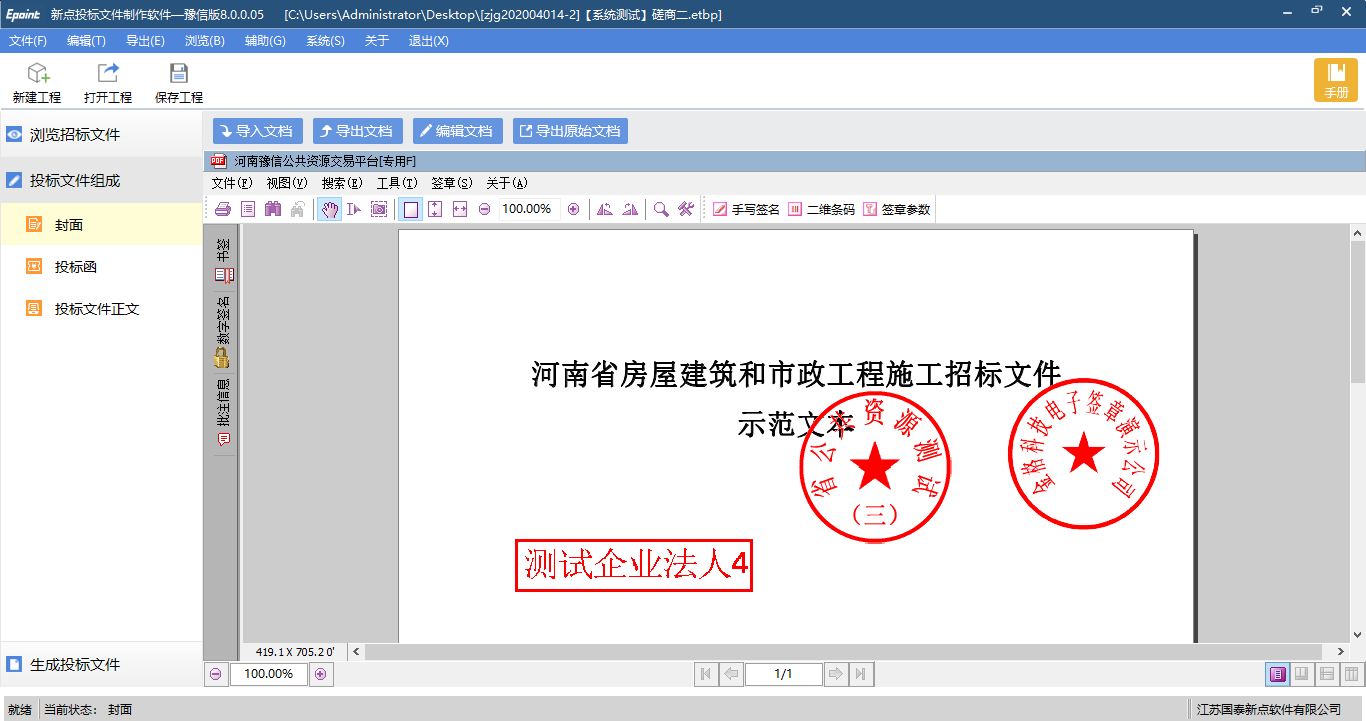 Epoint 新点投标文件制作软件—豫信版8.0.0.05 [C:\Users\Administrator\Desktop\[zjg202004014-2]【系统测试】磋商二.etbp]
文件(F) 编辑(T) 导出(E) 浏览(B) 辅助(G) 系统(S) 关于 退出(X)
新建工程 打开工程 保存工程 手册
浏览招标文件
投标文件组成
封面
投标函
投标文件正文
生成投标文件
导入文档 导出文档 编辑文档 导出原始文档
PDF 河南豫信公共资源交易平台[专用F]
文件(F) 视图(V) 搜索(E) 工具(T) 签章(S) 关于(A)
100.00% 手写签名 二维条码 签章参数
书签
数字签名
批注信息
河南省房屋建筑和市政工程施工招标文件
示范文本
省公共资源测试
(三)
金格科技电子签章演示公司
测试企业法人4
419.1 X 705.2 0'
100.00% 1/1
就绪 当前状态: 封面 江苏国泰新点软件有限公司